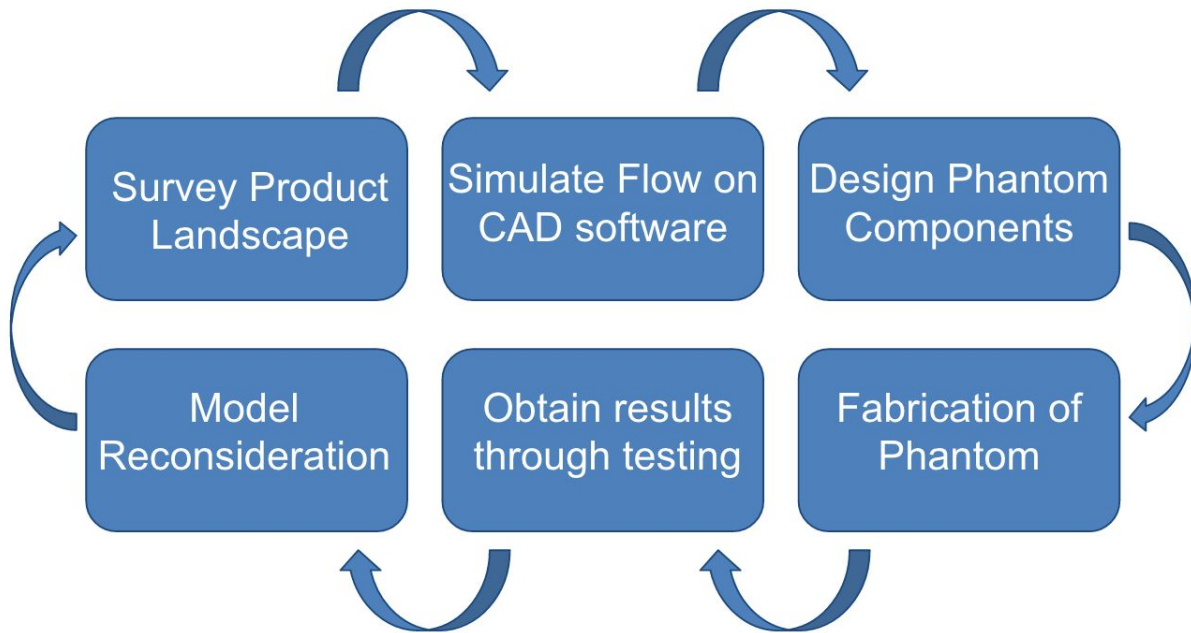 Survey Product
Landscape
Simulate Flow on
CAD software
Design Phantom
Components
Model
Reconsideration
Obtain results
through testing
Fabrication of
Phantom